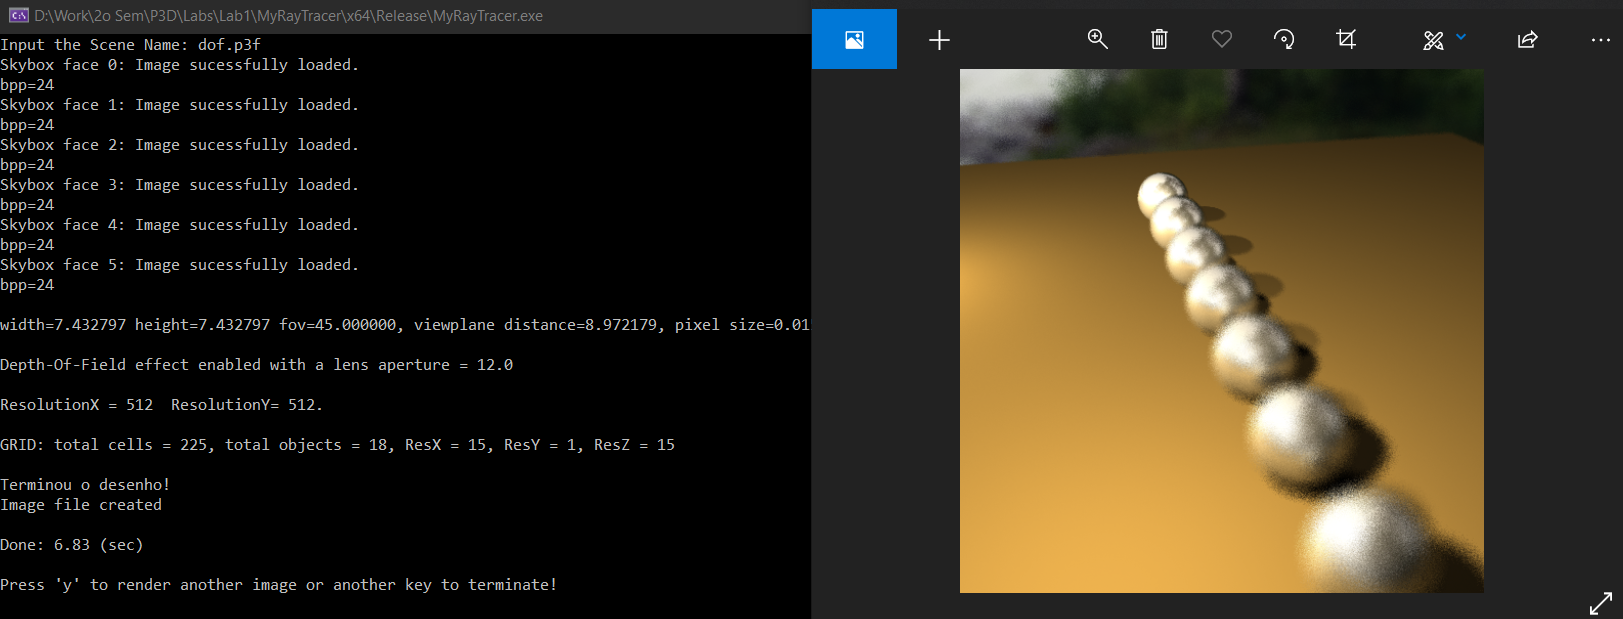 D:\Work\2o Sem\P3D\Labs\Lab1\MyRayTracer\x64\Release\MyRayTracer.exe
Input the Scene Name: dof.p3f
Skybox face 0: Image sucessfully loaded.
bpp=24
Skybox face 1: Image sucessfully loaded.
bpp=24
Skybox face 2: Image sucessfully loaded.
bpp=24
Skybox face 3: Image sucessfully loaded.
bpp=24
Skybox face 4: Image sucessfully loaded.
bpp=24
Skybox face 5: Image sucessfully loaded.
bpp=24
width=7.432797 height=7.432797 fov=45.000000, viewplane distance=8.972179, pixel size=0.01
Depth-Of-Field effect enabled with a lens aperture = 12.0
ResolutionX = 512  ResolutionY= 512.
GRID: total cells = 225, total objects = 18, ResX = 15, ResY = 1, ResZ = 15
Terminou o desenho!
Image file created
Done: 6.83 (sec)
Press 'y' to render another image or another key to terminate!